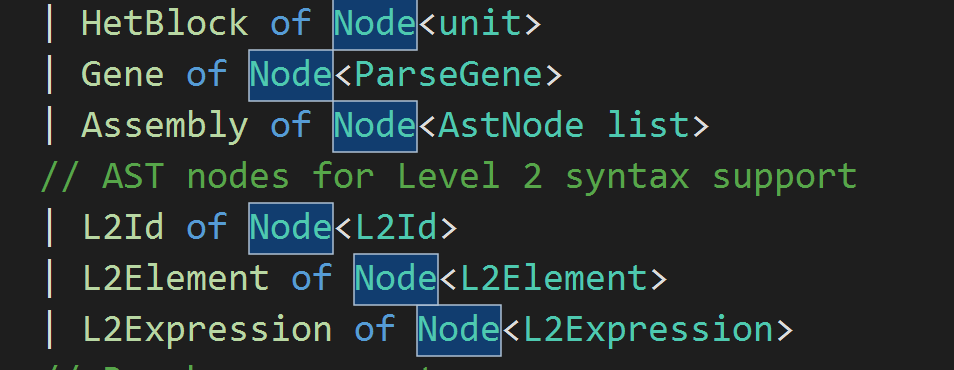 | HetBlock of Node<unit>
| Gene of Node<ParseGene>
| Assembly of Node<AstNode list>
// AST nodes for Level 2 syntax support
| L2Id of Node<L2Id>
| L2Element of Node<L2Element>
| L2Expression of Node<L2Expression>
//